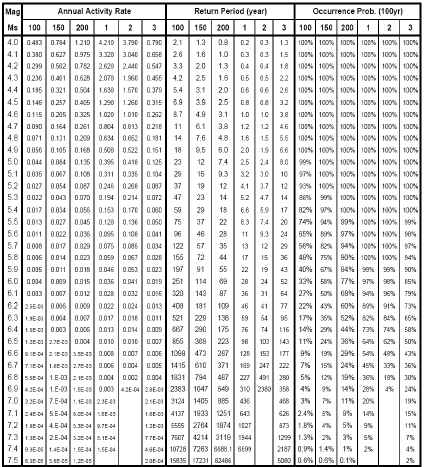 Mag Annual Activity Rate Return Period (year) Occurrence Prob. (100yr)
Ms 100 150 200 1 2 3 100 150 200 1 2 3 100 150 200 1 2 3
4.0 0.483 0.784 1.210 4.210 3.790 0.790 2.1 1.3 0.8 0.2 0.3 1.3 100% 100% 100% 100% 100% 100%
4.1 0.380 0.627 0.975 3.320 3.040 0.658 2.6 1.6 1.0 0.3 0.3 1.5 100% 100% 100% 100% 100% 100%
4.2 0.299 0.502 0.782 2.620 2.440 0.547 3.3 2.0 1.3 0.4 0.4 1.8 100% 100% 100% 100% 100% 100%
4.3 0.236 0.401 0.628 2.070 1.960 0.455 4.2 2.5 1.6 0.5 0.5 2.2 100% 100% 100% 100% 100% 100%
4.4 0.185 0.321 0.504 1.630 1.570 0.379 5.4 3.1 2.0 0.6 0.6 2.6 100% 100% 100% 100% 100% 100%
4.5 0.146 0.257 0.405 1.290 1.260 0.315 6.9 3.9 2.5 0.8 0.8 3.2 100% 100% 100% 100% 100% 100%
4.6 0.115 0.205 0.325 1.020 1.010 0.262 8.7 4.9 3.1 1.0 1.0 3.8 100% 100% 100% 100% 100% 100%
4.7 0.090 0.164 0.261 0.804 0.813 0.218 11 6.1 3.8 1.2 1.2 4.6 100% 100% 100% 100% 100% 100%
4.8 0.071 0.131 0.209 0.634 0.652 0.181 14 7.6 4.8 1.6 1.5 5.5 100% 100% 100% 100% 100% 100%
4.9 0.056 0.105 0.168 0.500 0.522 0.151 18 9.5 6.0 2.0 1.9 6.6 100% 100% 100% 100% 100% 100%
5.0 0.044 0.084 0.135 0.395 0.418 0.125 23 12 7.4 2.5 2.4 8.0 99% 100% 100% 100% 100% 100%
5.1 0.035 0.067 0.108 0.311 0.335 0.104 29 15 9.3 3.2 3.0 10 97% 100% 100% 100% 100% 100%
5.2 0.027 0.054 0.087 0.246 0.268 0.087 37 19 12 4.1 3.7 12 93% 100% 100% 100% 100% 100%
5.3 0.022 0.043 0.070 0.194 0.214 0.072 47 23 14 5.2 4.7 14 88% 99% 100% 100% 100% 100%
5.4 0.017 0.034 0.056 0.153 0.170 0.060 59 29 18 6.6 5.9 17 82% 97% 100% 100% 100% 100%
5.5 0.013 0.027 0.045 0.120 0.136 0.050 75 37 22 8.3 7.4 20 74% 94% 99% 100% 100% 99%
5.6 0.011 0.022 0.036 0.095 0.108 0.041 96 46 28 11 9.3 24 65% 89% 97% 100% 100% 98%
5.7 0.008 0.017 0.029 0.075 0.086 0.034 122 57 35 13 12 29 56% 82% 94% 100% 100% 97%
5.8 0.006 0.014 0.023 0.059 0.067 0.028 155 72 44 17 15 36 48% 75% 90% 100% 100% 94%
5.9 0.005 0.011 0.018 0.046 0.053 0.023 197 91 55 22 19 43 40% 67% 84% 99% 99% 90%
6.0 0.004 0.009 0.015 0.036 0.041 0.019 251 114 69 28 24 52 33% 58% 77% 97% 98% 85%
6.1 0.003 0.007 0.012 0.028 0.032 0.016 320 143 87 36 31 64 27% 50% 68% 94% 96% 79%
6.2 2.5E-03 0.006 0.009 0.022 0.024 0.013 408 181 109 46 41 77 22% 43% 60% 89% 91% 73%
6.3 1.9E-03 0.004 0.007 0.017 0.018 0.011 521 229 138 59 54 95 17% 35% 52% 82% 84% 65%
6.4 1.5E-03 0.003 0.006 0.013 0.014 0.009 667 290 175 76 74 116 14% 29% 44% 73% 74% 58%
6.5 1.2E-03 2.7E-03 0.004 0.010 0.010 0.007 855 369 223 98 103 144 11% 24% 36% 64% 62% 50%
6.6 9.1E-04 2.1E-03 3.5E-03 0.008 0.007 0.006 1098 473 287 128 153 177 9% 19% 29% 54% 48% 43%
6.7 7.1E-04 1.6E-03 2.7E-03 0.006 0.004 0.005 1415 610 371 169 247 222 7% 15% 24% 45% 33% 36%
6.8 5.5E-04 1.3E-03 2.1E-03 0.004 0.002 0.004 1831 794 487 227 491 280 5% 12% 19% 36% 18% 30%
6.9 4.2E-04 1.0E-03 1.5E-03 0.003 4.2E-04 2.8E-03 2383 1047 649 310 2380 356 4% 9% 14% 28% 4% 24%
7.0 3.2E-04 7.1E-04 1.1E-03 2.3E-03 2.1E-03 3124 1405 885 436 468 3% 7% 11% 20% 19%
7.1 2.4E-04 5.2E-04 8.0E-04 1.6E-03 1.6E-03 4137 1933 1251 643 626 2.4% 5% 8% 14% 15%
7.2 1.8E-04 3.6E-04 5.3E-04 9.7E-04 1.2E-03 5555 2764 1874 1027 873 2% 4% 5% 9% 11%
7.3 1.3E-04 2.4E-04 3.2E-04 5.1E-04 7.7E-04 7507 4214 3119 1944 1299 1.3% 2% 3% 5% 7%
7.4 9.3E-05 1.4E-04 1.5E-04 1.5E-04 4.6E-04 10728 7263 6688.1 6599 2187 0.9% 1.4% 1% 2% 4%
7.5 6.3E-05 5.8E-05 1.2E-05 2.0E-04 15835 17231 82486 5080 0.6% 0.6% 0.1% 2%